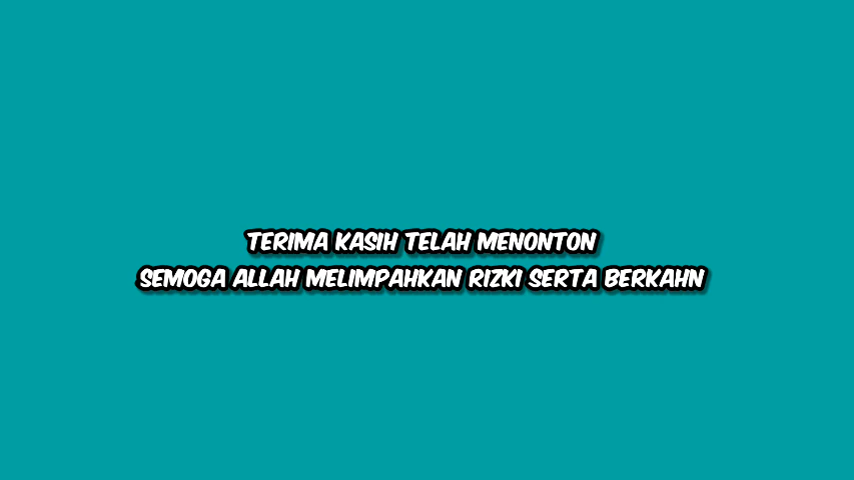 TERIMA KASIH TELAH MENONTON
SEMOGA ALLAH MELIMPAHKAN RIZKI SERTA BERKAHN